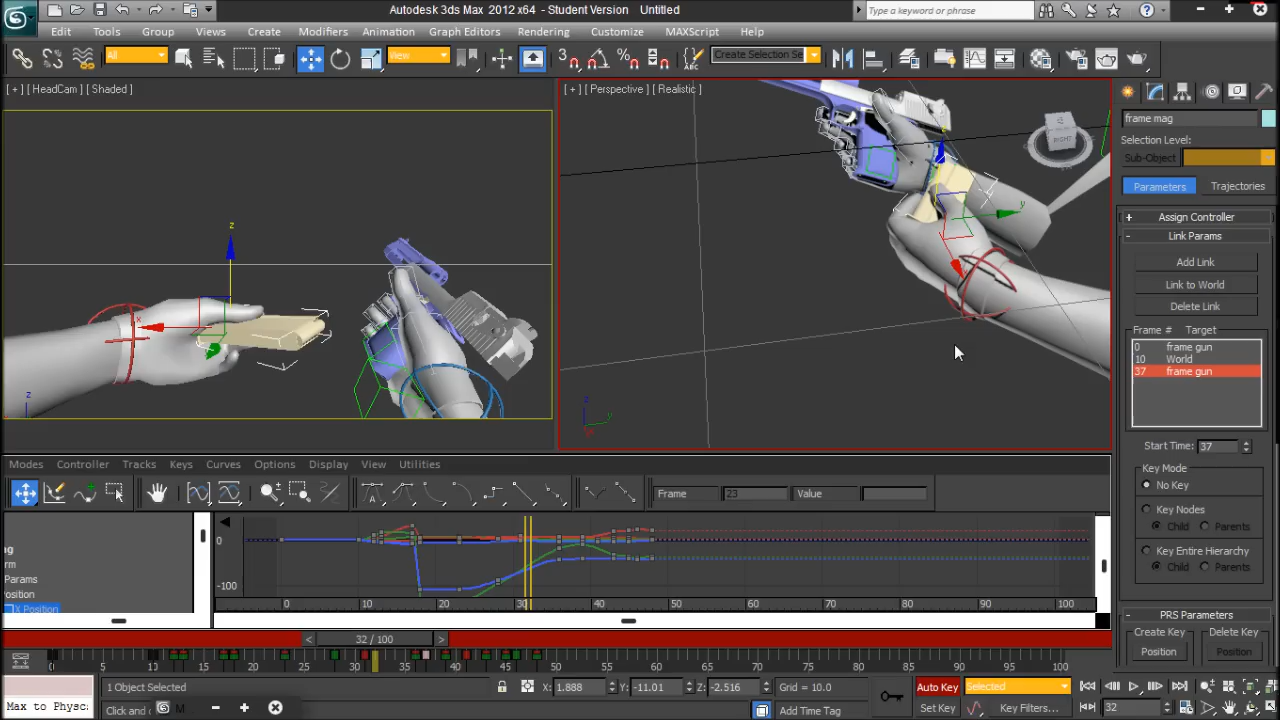 Autodesk 3ds Max 2012 x64 - Student Version Untitled
Type a keyword or phrase
Edit Tools Group Views Create Modifiers Animation Graph Editors Rendering Customize MAXScript Help
All View Create Selection Se
[ + ] [ HeadCam ] [ Shaded ]
[ + ] [ Perspective ] [ Realistic ]
RIGHT
z
x
z
y
z
y
frame mag
Selection Level:
Sub-Object
Parameters Trajectories
+ Assign Controller
- Link Params
Add Link
Link to World
Delete Link
Frame # Target
0 frame gun
10 World
37 frame gun
Start Time: 37
Key Mode
No Key
Key Nodes
Child Parents
Key Entire Hierarchy
Child Parents
- PRS Parameters
Create Key Delete Key
Position Position
Modes Controller Tracks Keys Curves Options Display View Utilities
Frame 23 Value
ag
rm
Params
osition
X Position
0
-100
0 10 20 30 40 50 60 70 80 90 100
< 32 / 100 >
0 5 10 15 20 25 30 35 40 45 50 55 60 65 70 75 80 85 90 95 100
1 Object Selected X: 1.888 Y: -11.01 Z: -2.516 Grid = 10.0 Auto Key Selected
Max to Physc: Click and M Add Time Tag Set Key Key Filters... 32